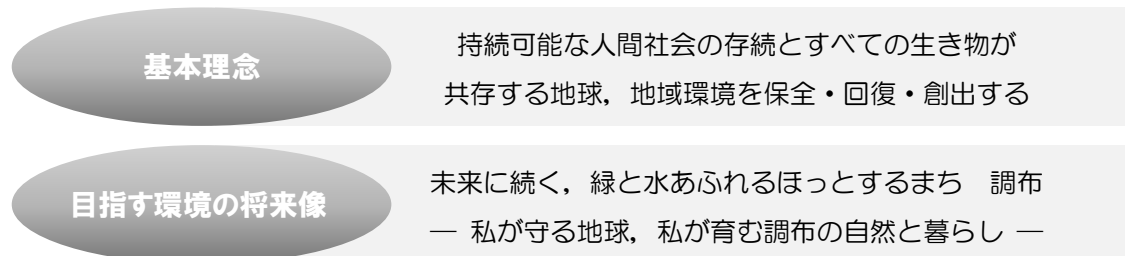 基本理念
持続可能な人間社会の存続とすべての生き物が
共存する地球，地域環境を保全・回復・創出する
目指す環境の将来像
未来に続く，緑と水あふれるほっとするまち　調布
― 私が守る地球，私が育む調布の自然と暮らし ―